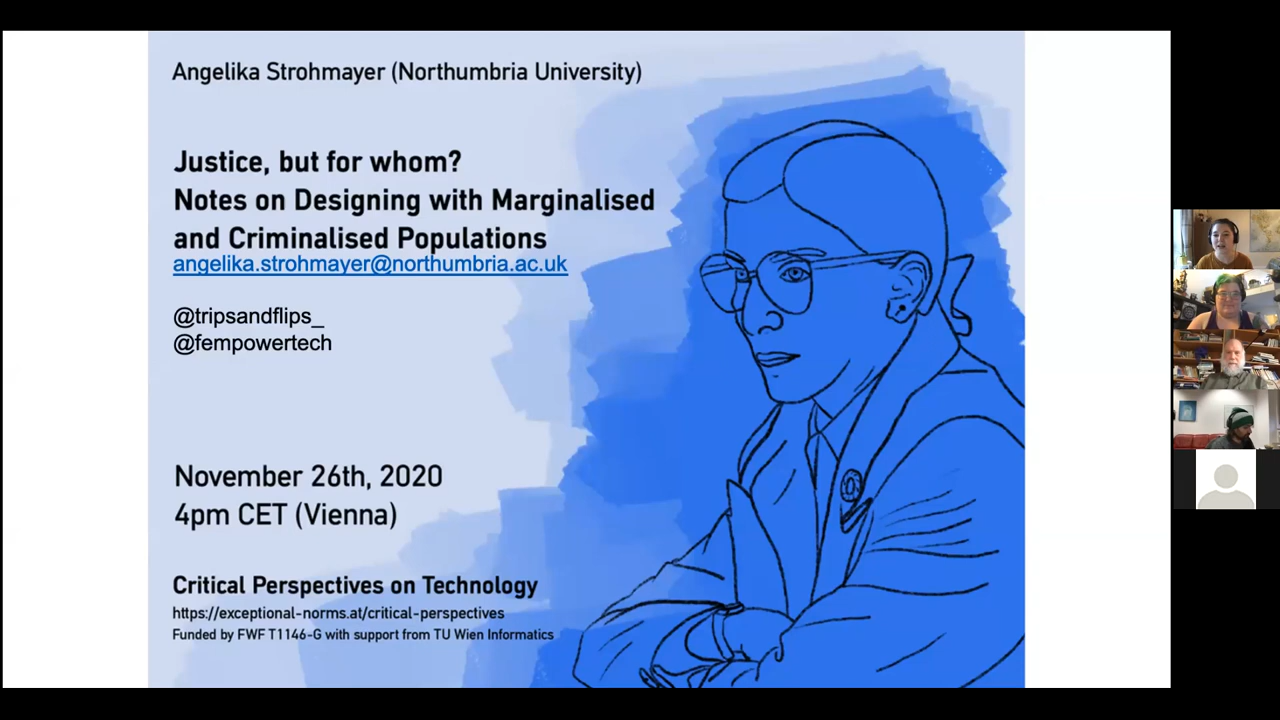 Angelika Strohmayer (Northumbria University)
Justice, but for whom?
Notes on Designing with Marginalised
and Criminalised Populations
angelika.strohmayer@northumbria.ac.uk
@tripsandflips_
@fempowertech
November 26th, 2020
4pm CET (Vienna)
Critical Perspectives on Technology
https://exceptional-norms.at/critical-perspectives
Funded by FWF T1146-G with support from TU Wien Informatics